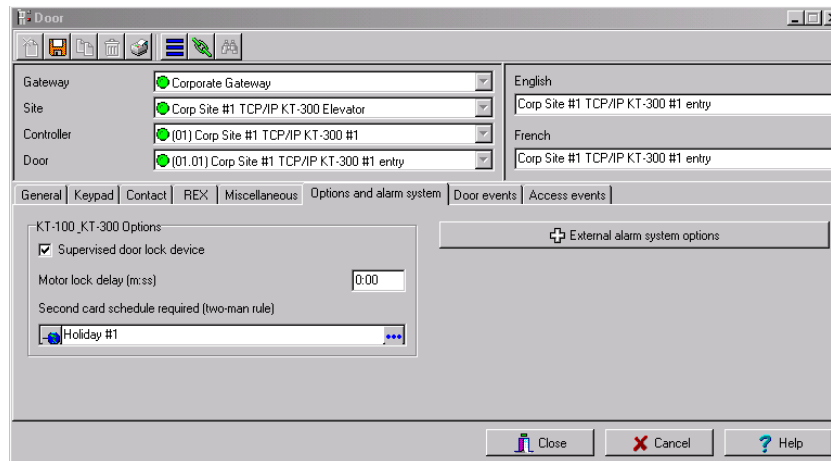 Door
Gateway
Corporate Gateway
Site
Corp Site #1 TCP/IP KT-300 Elevator
Controller
(01) Corp Site #1 TCP/IP KT-300 #1
Door
(01.01) Corp Site #1 TCP/IP KT-300 #1 entry
English
Corp Site #1 TCP/IP KT-300 #1 entry
French
Corp Site #1 TCP/IP KT-300 #1 entry
General Keypad Contact REX Miscellaneous Options and alarm system Door events Access events
KT-100_KT-300 Options
Supervised door lock device
Motor lock delay (m:ss) 0:00
Second card schedule required (two-man rule)
Holiday #1
External alarm system options
Close Cancel Help